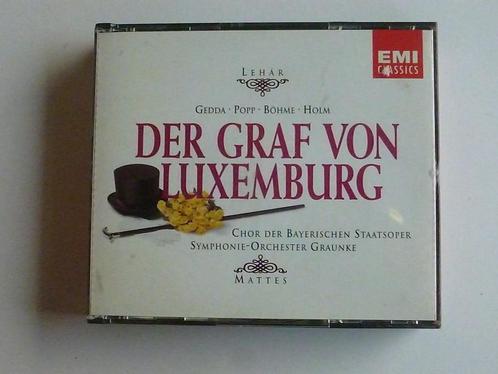 EMI
CLASSICS
LEHÁR
GEDDA · POPP · BÖHME · HOLM
DER GRAF VON
LUXEMBURG
CHOR DER BAYERISCHEN STAATSOPER
SYMPHONIE-ORCHESTER GRAUNKE
MATTES